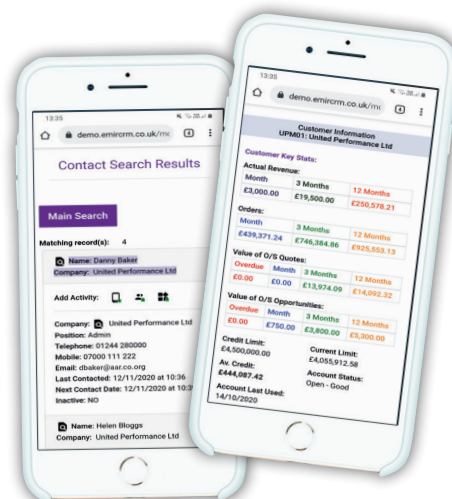 13:35
demo.emircrm.co.uk/mc
4
Contact Search Results
Main Search
Matching record(s): 4
Name: Danny Baker
Company: United Performance Ltd
Add Activity:
Company: United Performance Ltd
Position: Admin
Telephone: 01244 280000
Mobile: 07000 111 222
Email: dbaker@aar.co.org
Last Contacted: 12/11/2020 at 10:36
Next Contact Date: 12/11/2020 at 10:39
Inactive: NO
Name: Helen Bloggs
Company: United Performance Ltd
13:35
demo.emircrm.co.uk/mc
4
Customer Information
UPM01: United Performance Ltd
Customer Key Stats:
Actual Revenue:
Month 3 Months 12 Months
£3,000.00 £19,500.00 £250,578.21
Orders:
Month 3 Months 12 Months
£439,371.24 £746,384.86 £925,553.13
Value of O/S Quotes:
Overdue Month 3 Months 12 Months
£0.00 £0.00 £13,974.09 £14,092.32
Value of O/S Opportunities:
Overdue Month 3 Months 12 Months
£0.00 £750.00 £3,800.00 £5,300.00
Credit Limit: Current Limit:
£4,500,000.00 £4,055,912.58
Av. Credit: Account Status:
£444,087.42 Open - Good
Account Last Used:
14/10/2020